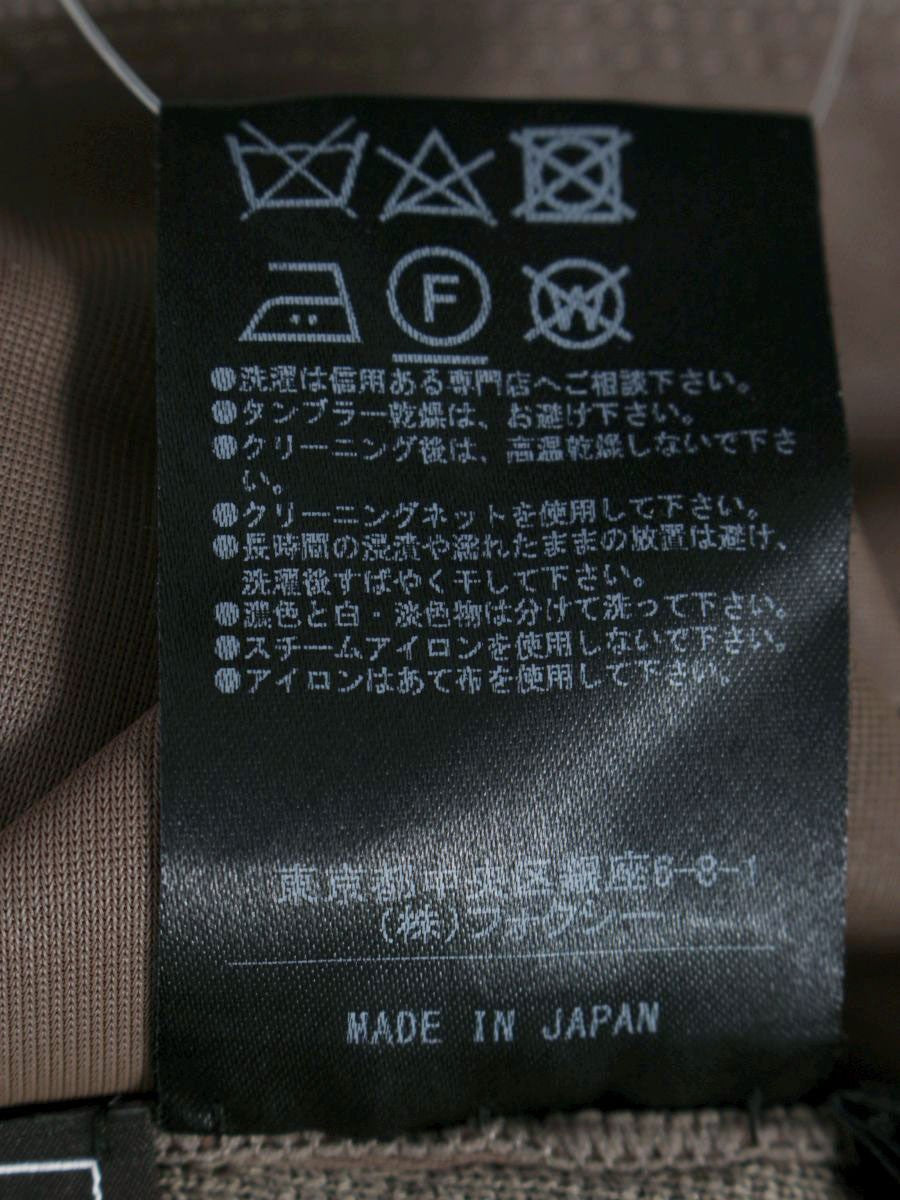 F
W
●洗濯は信用ある専門店へご相談下さい。
●タンブラー乾燥は、お避け下さい。
●クリーニング後は、高温乾燥しないで下さ
い。
●クリーニングネットを使用して下さい。
●長時間の浸漬や濡れたままの放置は避け、
洗濯後すばやく干して下さい。
●濃色と白・淡色物は分けて洗って下さい。
●スチームアイロンを使用しないで下さい。
●アイロンはあて布を使用して下さい。
東京都中央区銀座6-8-1
(株)フォクシー
MADE IN JAPAN